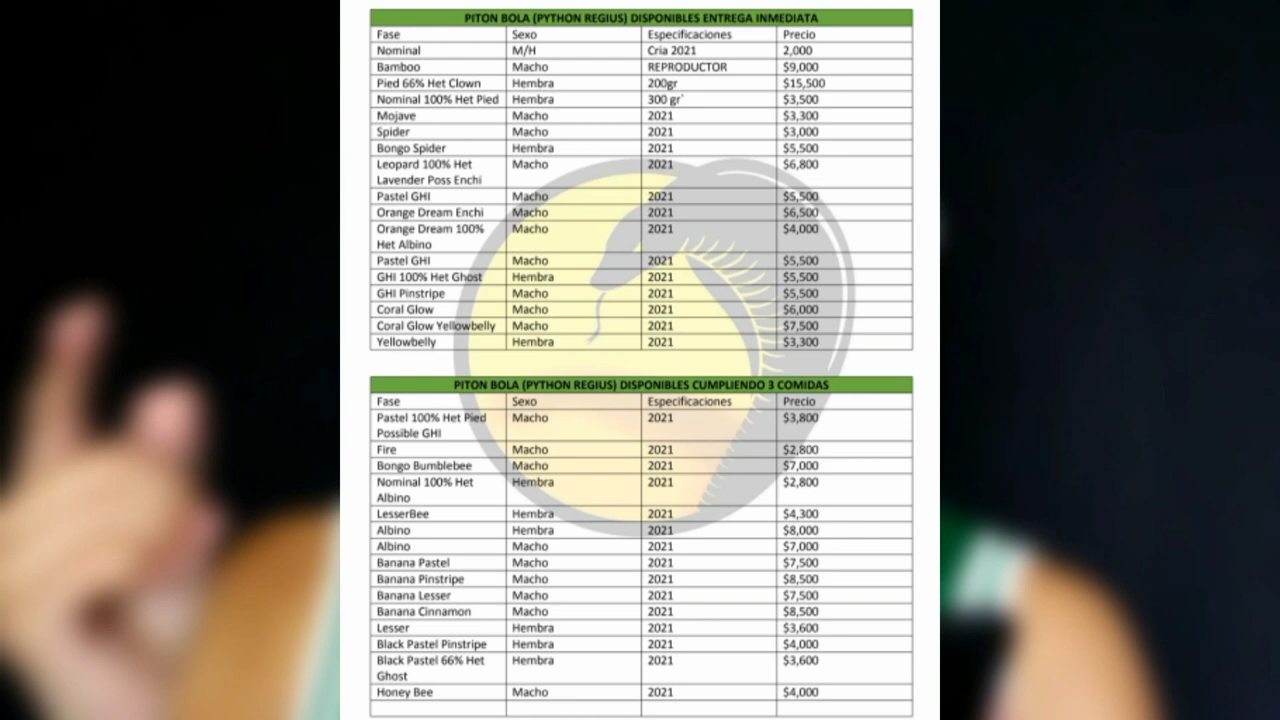 PITON BOLA (PYTHON REGIUS) DISPONIBLES ENTREGA INMEDIATA
Fase Sexo Especificaciones Precio
Nominal M/H Cria 2021 2,000
Bamboo Macho REPRODUCTOR $9,000
Pied 66% Het Clown Hembra 200gr $15,500
Nominal 100% Het Pied Hembra 300 gr` $3,500
Mojave Macho 2021 $3,300
Spider Macho 2021 $3,000
Bongo Spider Hembra 2021 $5,500
Leopard 100% Het Macho 2021 $6,800
Lavender Poss Enchi
Pastel GHI Macho 2021 $5,500
Orange Dream Enchi Macho 2021 $6,500
Orange Dream 100% Macho 2021 $4,000
Het Albino
Pastel GHI Macho 2021 $5,500
GHI 100% Het Ghost Hembra 2021 $5,500
GHI Pinstripe Macho 2021 $5,500
Coral Glow Macho 2021 $6,000
Coral Glow Yellowbelly Macho 2021 $7,500
Yellowbelly Hembra 2021 $3,300
PITON BOLA (PYTHON REGIUS) DISPONIBLES CUMPLIENDO 3 COMIDAS
Fase Sexo Especificaciones Precio
Pastel 100% Het Pied Macho 2021 $3,800
Possible GHI
Fire Macho 2021 $2,800
Bongo Bumblebee Macho 2021 $7,000
Nominal 100% Het Hembra 2021 $2,800
Albino
LesserBee Hembra 2021 $4,300
Albino Hembra 2021 $8,000
Albino Macho 2021 $7,000
Banana Pastel Macho 2021 $7,500
Banana Pinstripe Macho 2021 $8,500
Banana Lesser Macho 2021 $7,500
Banana Cinnamon Macho 2021 $8,500
Lesser Hembra 2021 $3,600
Black Pastel Pinstripe Hembra 2021 $4,000
Black Pastel 66% Het Hembra 2021 $3,600
Ghost
Honey Bee Macho 2021 $4,000